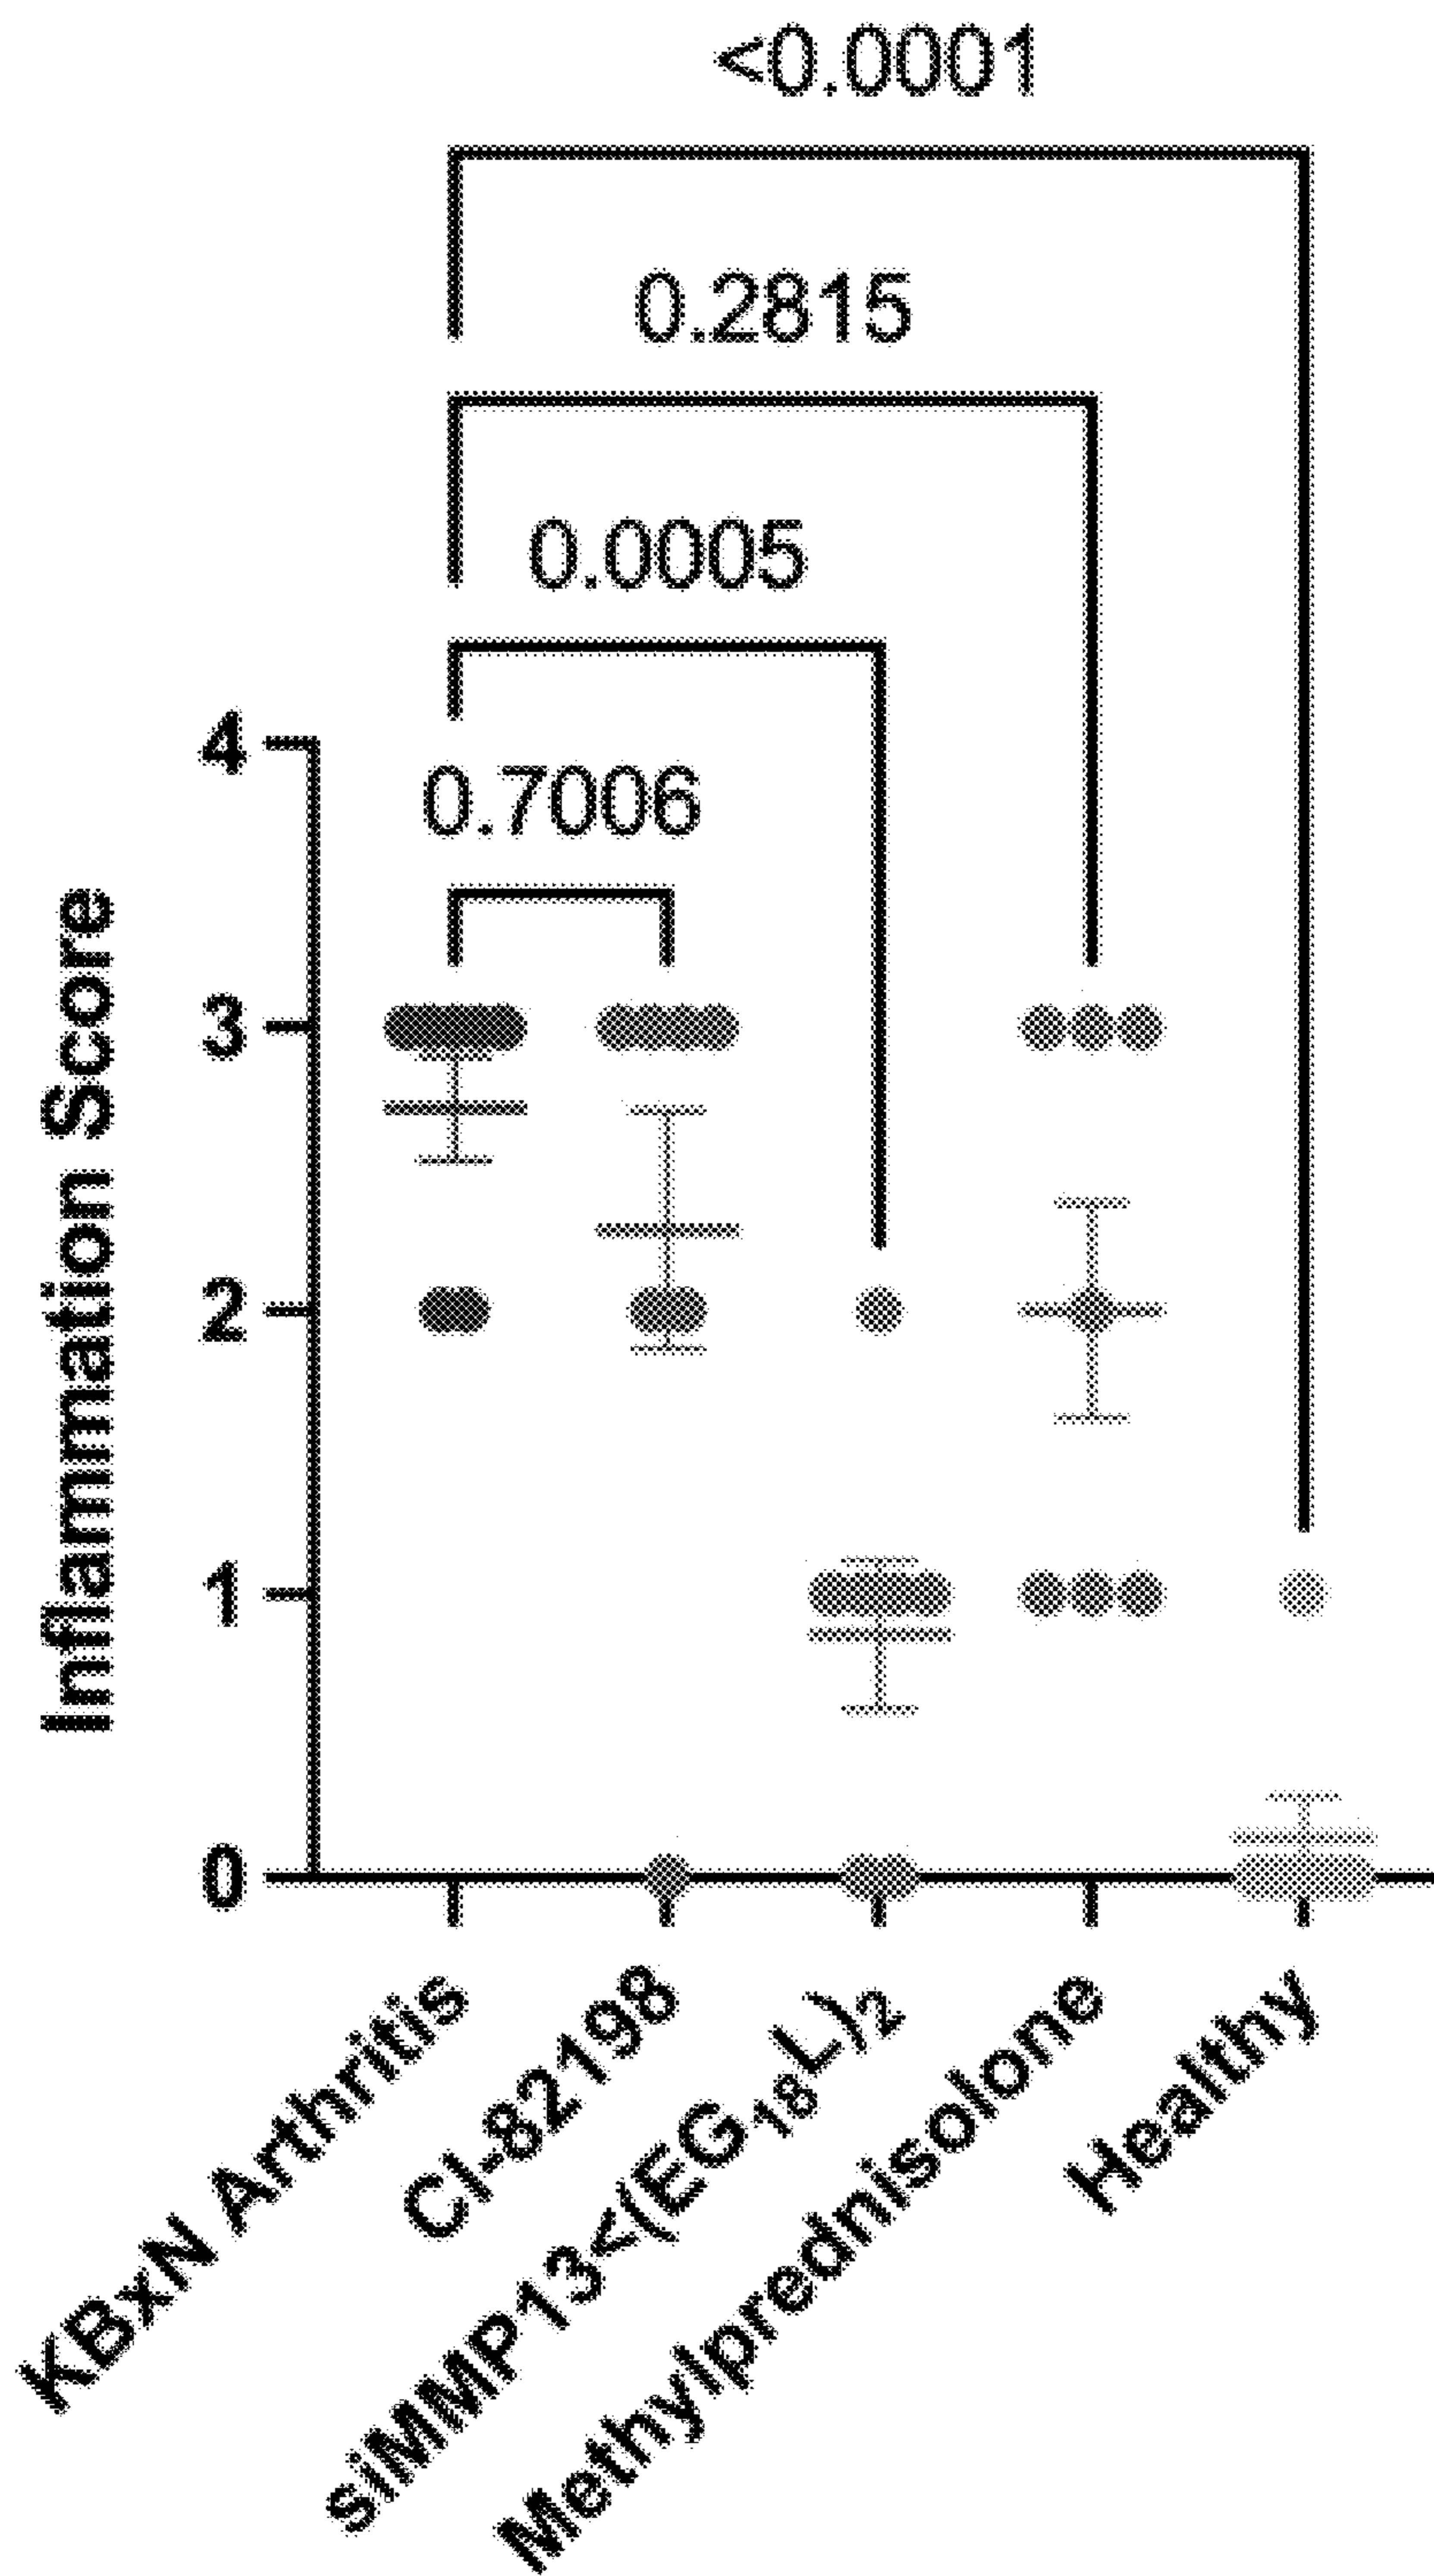 <0.0001
0.2815
0.0005
0.7006
Inflammation Score
4
3
2
1
0
KBxN Arthritis
CI-82198
siMMP13<(EG₁₈L)₂
Methylprednisolone
Healthy